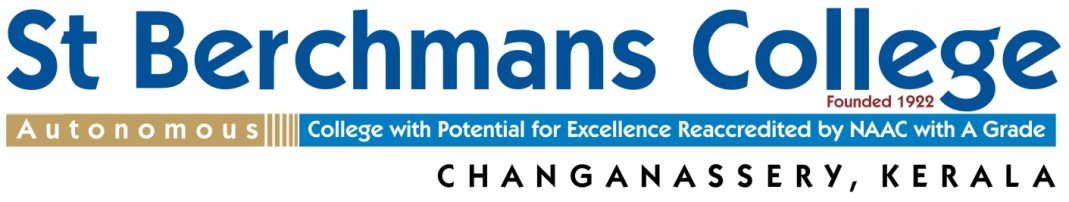 St Berchmans College
Founded 1922
Autonomous College with Potential for Excellence Reaccredited by NAAC with A Grade
CHANGANASSERY, KERALA